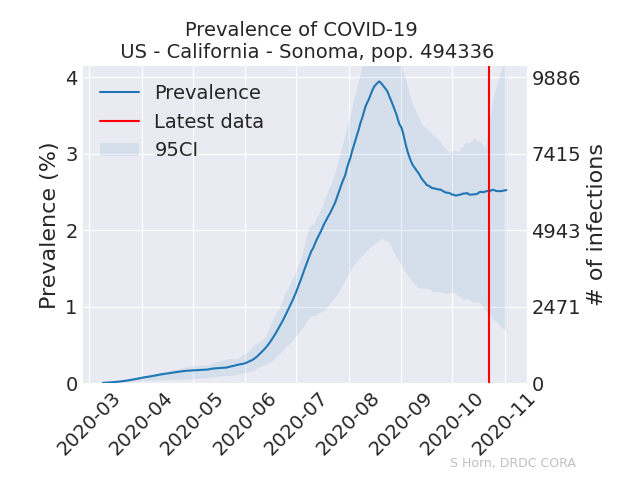 Prevalence of COVID-19
US - California - Sonoma, pop. 494336
Prevalence
Latest data
95CI
Prevalence (%)
4
3
2
1
0
9886
7415
4943
2471
0
# of infections
2020-03
2020-04
2020-05
2020-06
2020-07
2020-08
2020-09
2020-10
2020-11
S Horn, DRDC CORA